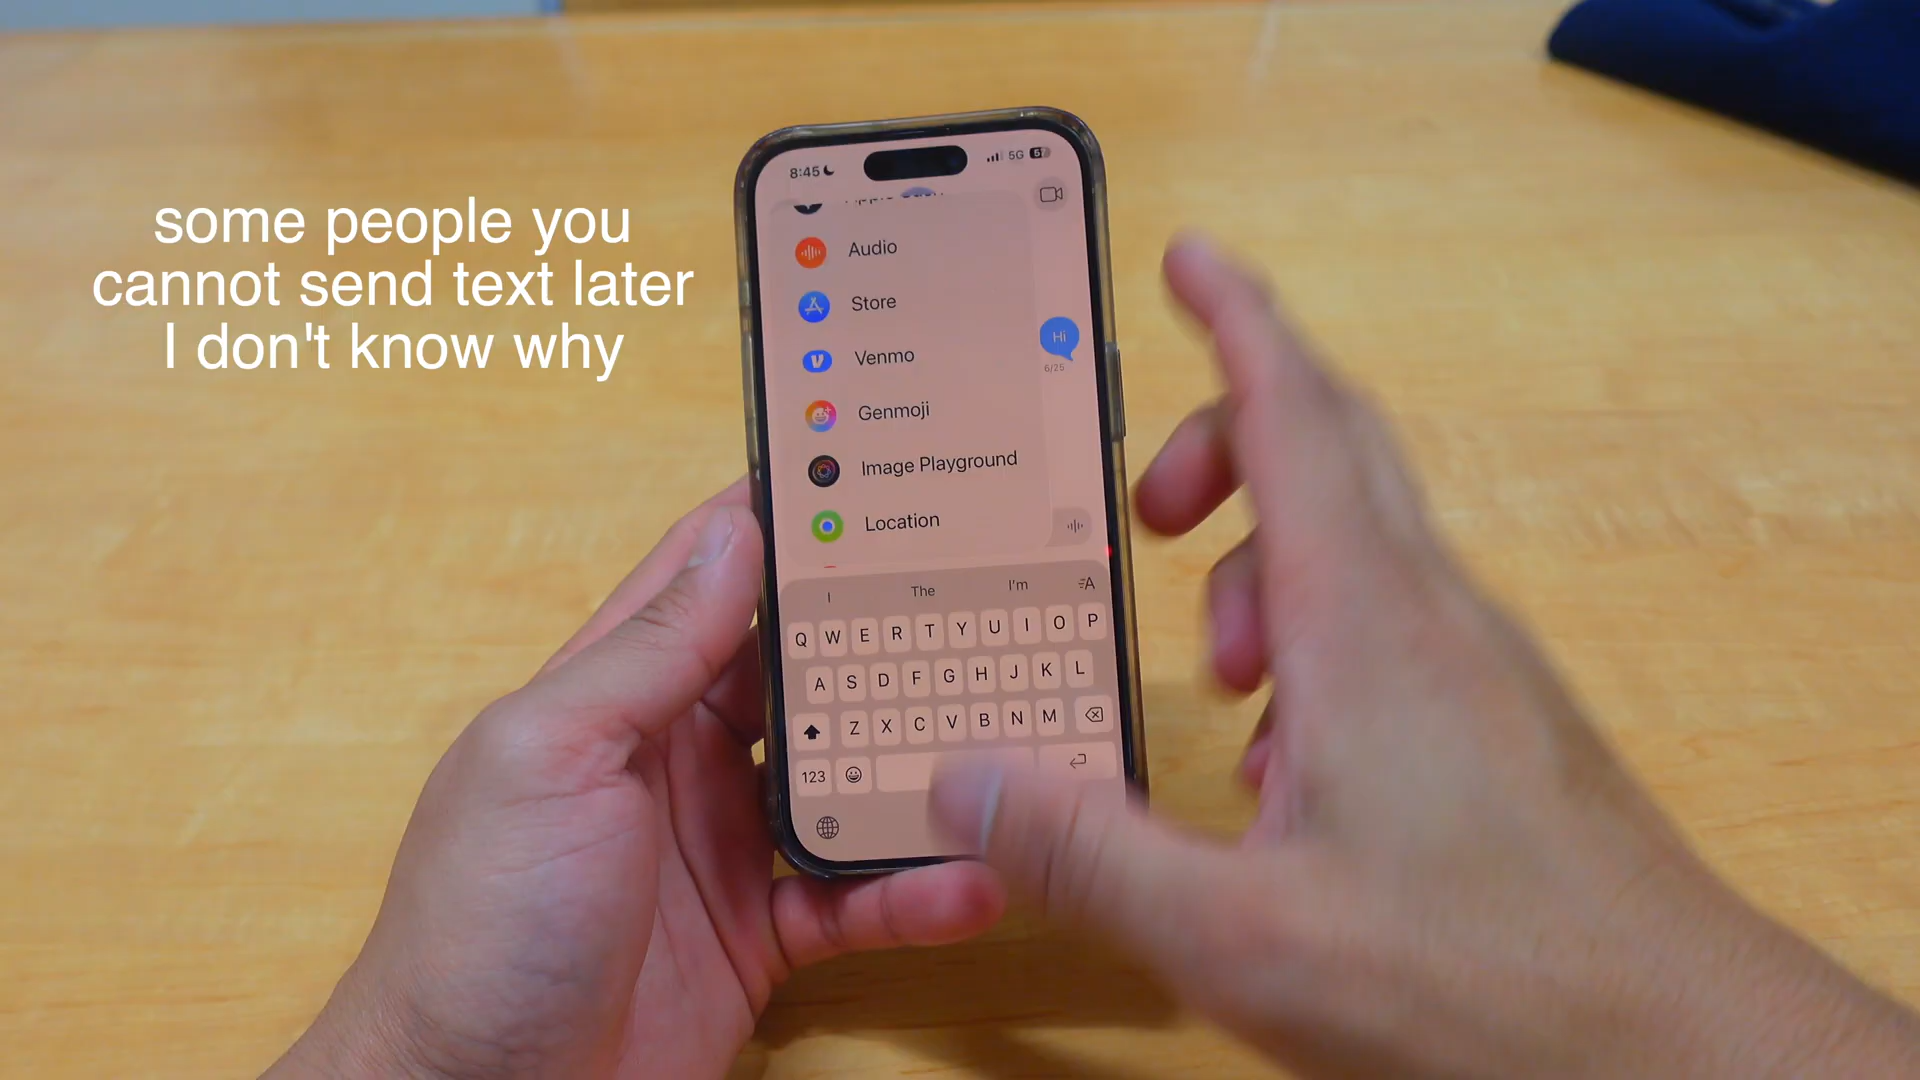 some people you
cannot send text later
I don't know why
8:45
5G
Audio
Store
Hi
Venmo
6/25
Genmoji
Image Playground
Location
I The I'm
Q W E R T Y U I O P
A S D F G H J K L
Z X C V B N M
123